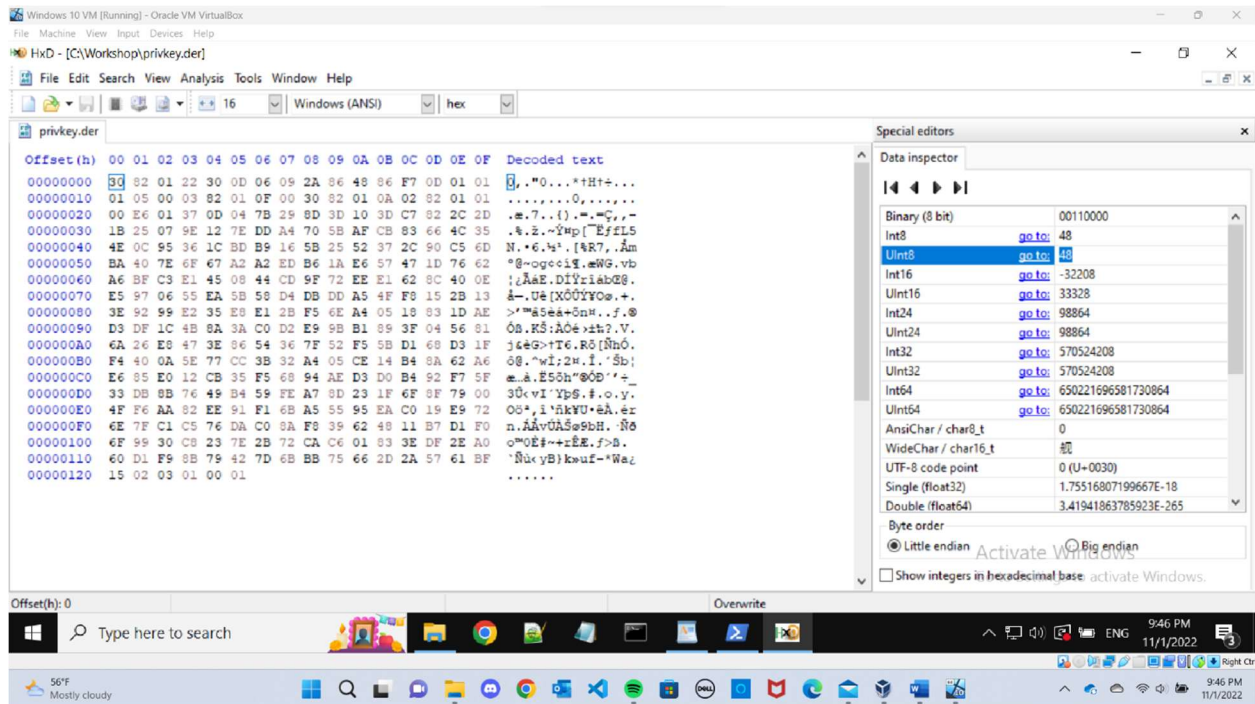 Windows 10 VM [Running] - Oracle VM VirtualBox
File Machine View Input Devices Help
HxD - [C:\Workshop\privkey.der]
File Edit Search View Analysis Tools Window Help
16 Windows (ANSI) hex
privkey.der
Offset(h) 00 01 02 03 04 05 06 07 08 09 0A 0B 0C 0D 0E 0F Decoded text
00000000 30 82 01 22 30 0D 06 09 2A 86 48 86 F7 0D 01 01 0‚."0...*†H†÷...
00000010 01 05 00 03 82 01 0F 00 30 82 01 0A 02 82 01 01
00000020 00 E6 01 37 0D 04 7B 29 8D 3D 10 3D C7 82 2C 2D
00000030 1B 25 07 9E 12 7E DD A4 70 5B AF CB 83 66 4C 35
00000040 4E 0C 95 36 1C BD B9 16 5B 25 52 37 2C 90 C5 6D
00000050 BA 40 7E 6F 67 A2 A2 ED B6 1A E6 57 47 1D 76 62
00000060 A6 BF C3 E1 45 08 44 CD 9F 72 EE E1 62 8C 40 0E
00000070 E5 97 06 55 EA 5B 58 D4 DB DD A5 4F F8 15 2B 13
00000080 3E 92 99 E2 35 E8 E1 2B F5 6E A4 05 18 83 1D AE
00000090 D3 DF 1C 4B 8A 3A C0 D2 E9 9B B1 89 3F 04 56 81
000000A0 6A 26 E8 47 3E 86 54 36 7F 52 F5 5B D1 68 D3 1F
000000B0 F4 40 0A 5E 77 CC 3B 32 A4 05 CE 14 B4 8A 62 A6
000000C0 E6 85 E0 12 CB 35 F5 68 94 AE D3 D0 B4 92 F7 5F
000000D0 33 DB 8B 76 49 B4 59 FE A7 8D 23 1F 6F 8F 79 00
000000E0 4F F6 AA 82 EE 91 F1 6B A5 55 95 EA C0 19 E9 72
000000F0 6E 7F C1 C5 76 DA C0 8A F8 39 62 48 11 B7 D1 F0
00000100 6F 99 30 C8 23 7E 2B 72 CA C6 01 83 3E DF 2E A0
00000110 60 D1 F9 8B 79 42 7D 6B BB 75 66 2D 2A 57 61 BF
00000120 15 02 03 01 00 01 ......
Special editors
Data inspector
Binary (8 bit) 00110000
Int8 go to: 48
UInt8 go to: 48
Int16 go to: -32208
UInt16 go to: 33328
Int24 go to: 98864
UInt24 go to: 98864
Int32 go to: 570524208
UInt32 go to: 570524208
Int64 go to: 650221696581730864
UInt64 go to: 650221696581730864
AnsiChar / char8_t 0
WideChar / char16_t 舰
UTF-8 code point 0 (U+0030)
Single (float32) 1.75516807199667E-18
Double (float64) 3.41941863785923E-265
Byte order
Little endian Big endian
Activate Windows
Show integers in hexadecimal base activate Windows.
Offset(h): 0 Overwrite
Type here to search
ENG 9:46 PM
11/1/2022
3
Right Ctr
56°F
Mostly cloudy
DELL
9:46 PM
11/1/2022